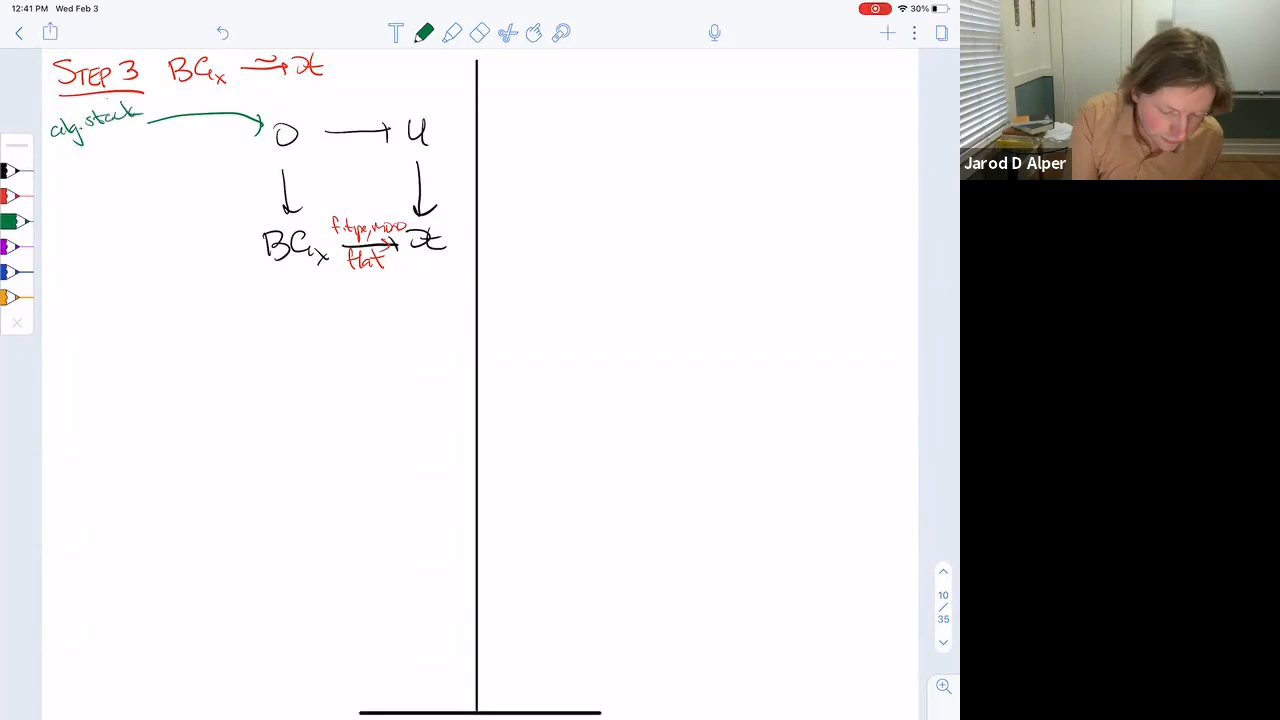 12:41 PM Wed Feb 3
30%
STEP 3 BGₓ ⥲ 𝒳
alg. stack
O → U
f. type, mono
BGₓ → 𝒳
flat
10
/
35
Jarod D Alper